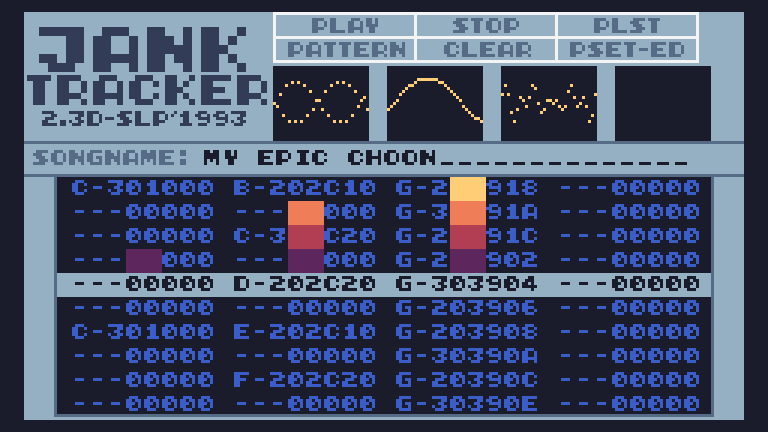 JANK
TRACKER
2.3D-SLP'1993
PLAY STOP PLST
PATTERN CLEAR PSET-ED
SONGNAME: MY EPIC CHOON______________
C-301000 B-202C10 G-2 918 ---00000
---00000 --- 000 G-3 91A ---00000
---00000 C-3 C20 G-2 91C ---00000
--- 000 --- 000 G-2 902 ---00000
---00000 D-202C20 G-303904 ---00000
---00000 ---00000 G-203906 ---00000
C-301000 E-202C10 G-203908 ---00000
---00000 ---00000 G-30390A ---00000
---00000 F-202C20 G-20390C ---00000
---00000 ---00000 G-30390E ---00000